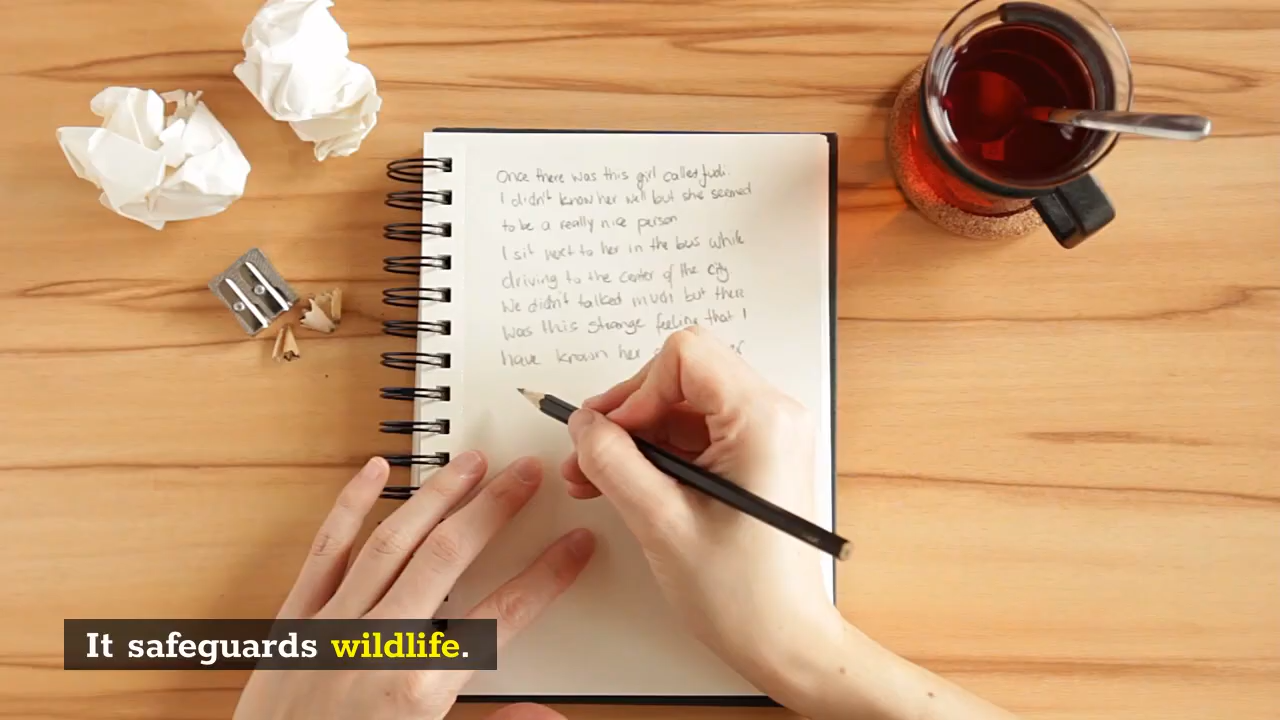 Once there was this girl called Judi.
I didn't know her well but she seemed
to be a really nice person
I sit next to her in the bus while
driving to the center of the city
We didn't talked much but there
was this strange feeling that I
have known her
It safeguards wildlife.